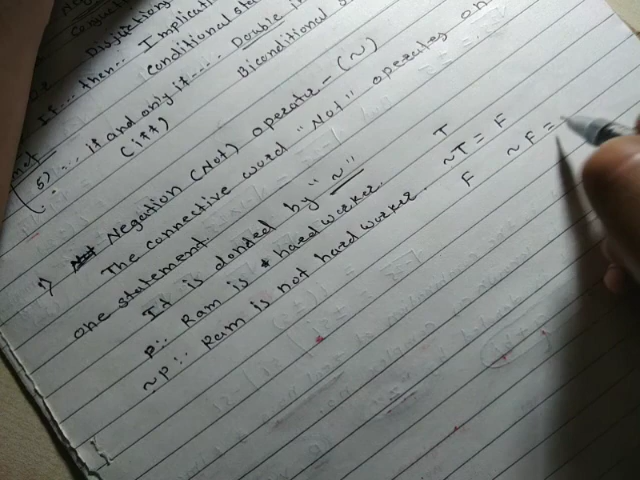 Disjunction
If... then.. Implicati
conditional sta
5) ... if and only if.... Double i
(iff) Biconditional
1) Negation (Not) operator - (~)
The connective word "Not" operates on
one statement.
It is donded by "~"
p:. Ram is hard worker. T
~p:. Ram is not hard worker. ~T = F
F ~F =